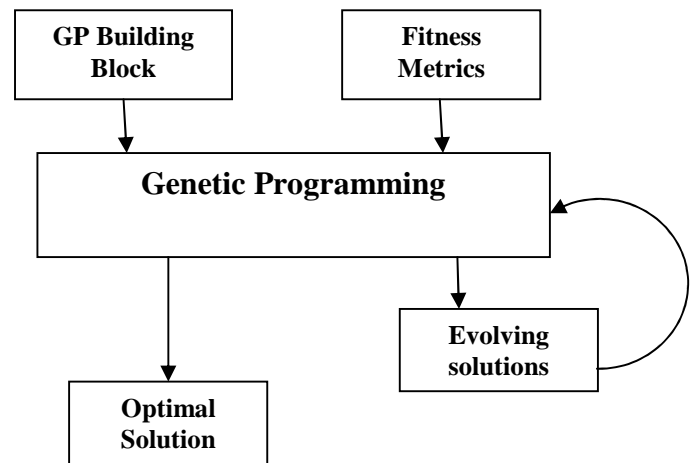 GP Building
Block
Fitness
Metrics
Genetic Programming
Evolving
solutions
Optimal
Solution